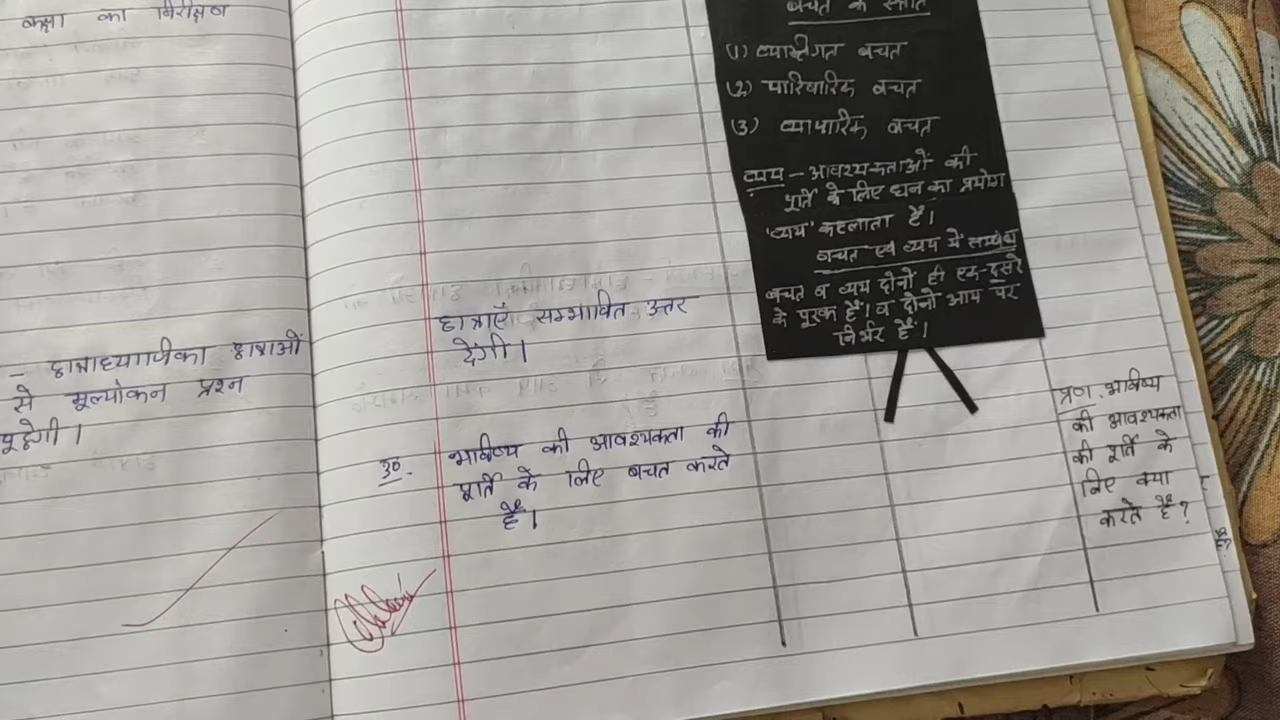 कक्षा का निरीक्षण
- छात्राध्यापिका छात्राओं
से मूल्यांकन प्रश्न
पूछेगी।
छात्राएँ सम्भावित उत्तर
देगी।
उ०. भविष्य की आवश्यकता की
पूर्ति के लिए बचत करते
हैं।
बचत के स्त्रोत
(1) व्यक्तिगत बचत
(2) पारिवारिक बचत
(3) व्यापारिक बचत
व्यय - आवश्यकताओं की
पूर्ति के लिए धन का प्रयोग
'व्यय' कहलाता है।
बचत एवं व्यय में सम्बंध
बचत व व्यय दोनों ही एक-दूसरे
के पूरक हैं। व दोनो आय पर
निर्भर हैं।
प्र०1. भविष्य
की आवश्यकता
की पूर्ति के
लिए क्या
करते है?